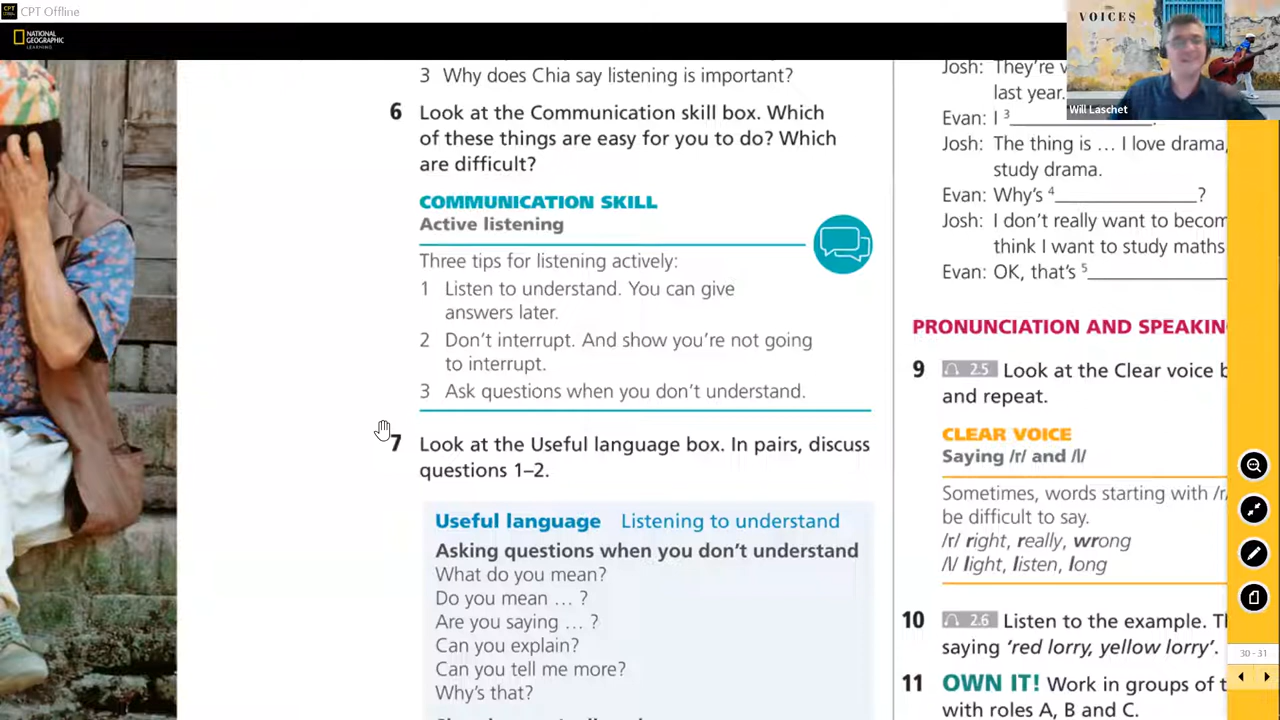 CPT Offline
NATIONAL
GEOGRAPHIC
LEARNING
VOICES
Will Laschet
3 Why does Chia say listening is important?
6 Look at the Communication skill box. Which
of these things are easy for you to do? Which
are difficult?
COMMUNICATION SKILL
Active listening
Three tips for listening actively:
1 Listen to understand. You can give
answers later.
2 Don't interrupt. And show you're not going
to interrupt.
3 Ask questions when you don't understand.
7 Look at the Useful language box. In pairs, discuss
questions 1–2.
Useful language Listening to understand
Asking questions when you don't understand
What do you mean?
Do you mean … ?
Are you saying … ?
Can you explain?
Can you tell me more?
Why's that?
Josh: They're
last year.
Evan: I 3
Josh: The thing is … I love drama,
study drama.
Evan: Why's 4 ?
Josh: I don't really want to becom
think I want to study maths
Evan: OK, that's 5
PRONUNCIATION AND SPEAKIN
9 2.5 Look at the Clear voice b
and repeat.
CLEAR VOICE
Saying /r/ and /l/
Sometimes, words starting with /r/
be difficult to say.
/r/ right, really, wrong
/l/ light, listen, long
10 2.6 Listen to the example. T
saying 'red lorry, yellow lorry'.
11 OWN IT! Work in groups of t
with roles A, B and C.
30 - 31